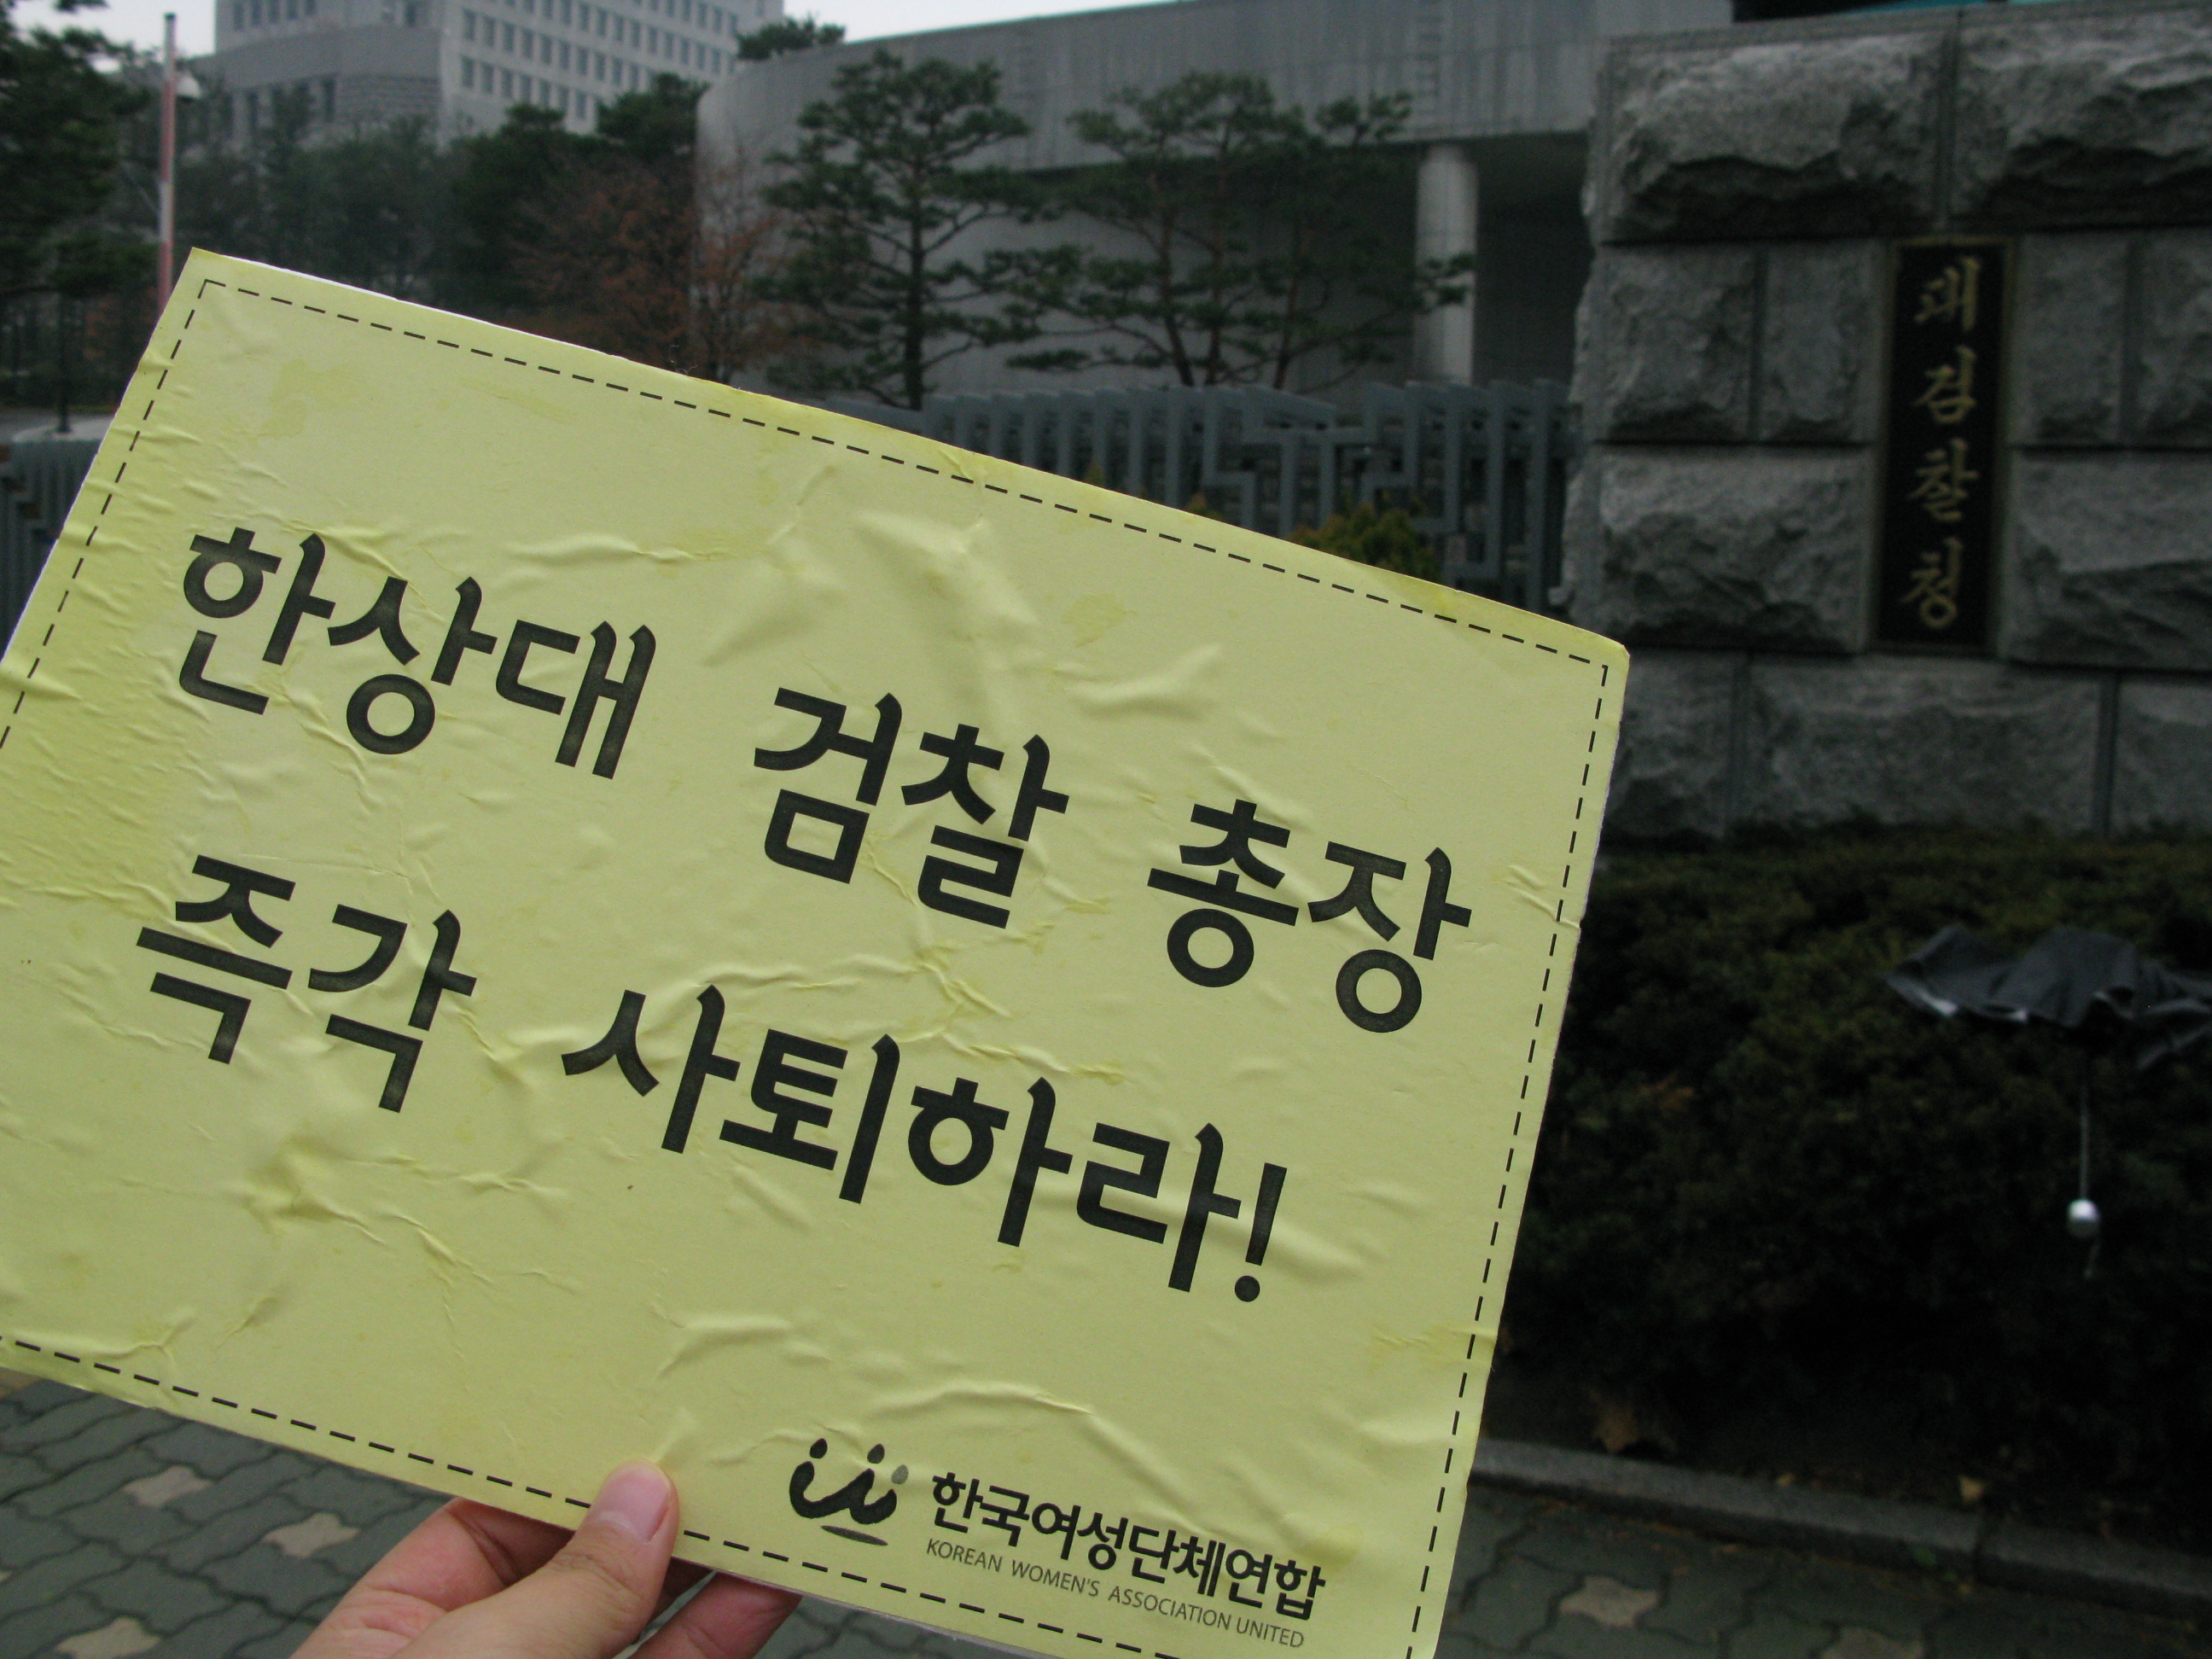 한상대 검찰 총장
즉각 사퇴하라!
한국여성단체연합
KOREAN WOMEN'S ASSOCIATION UNITED
대검찰청